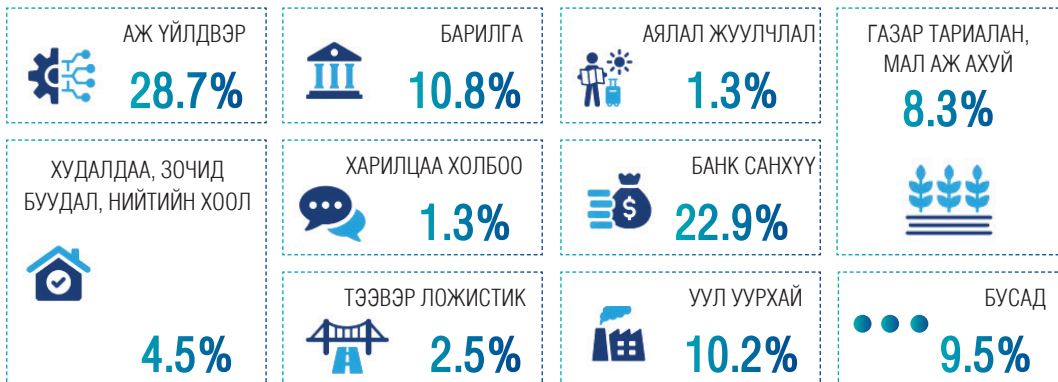 АЖ ҮЙЛДВЭР
28.7%
БАРИЛГА
10.8%
АЯЛАЛ ЖУУЛЧЛАЛ
1.3%
ГАЗАР ТАРИАЛАН,
МАЛ АЖ АХУЙ
8.3%
ХУДАЛДАА, ЗОЧИД
БУУДАЛ, НИЙТИЙН ХООЛ
4.5%
ХАРИЛЦАА ХОЛБОО
1.3%
БАНК САНХҮҮ
$
22.9%
ТЭЭВЭР ЛОЖИСТИК
2.5%
УУЛ УУРХАЙ
10.2%
БУСАД
9.5%